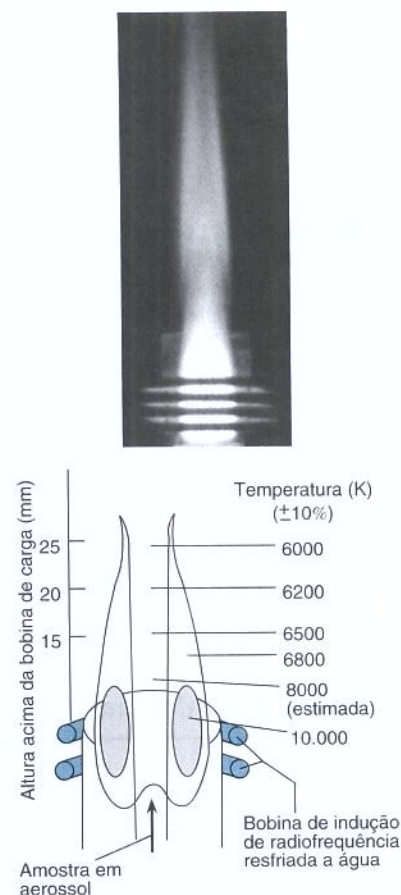 Altura acima da bobina de carga (mm)
25
20
15
Temperatura (K)
(±10%)
6000
6200
6500
6800
8000
(estimada)
10.000
Bobina de indução
de radiofrequência
resfriada a água
Amostra em
aerossol